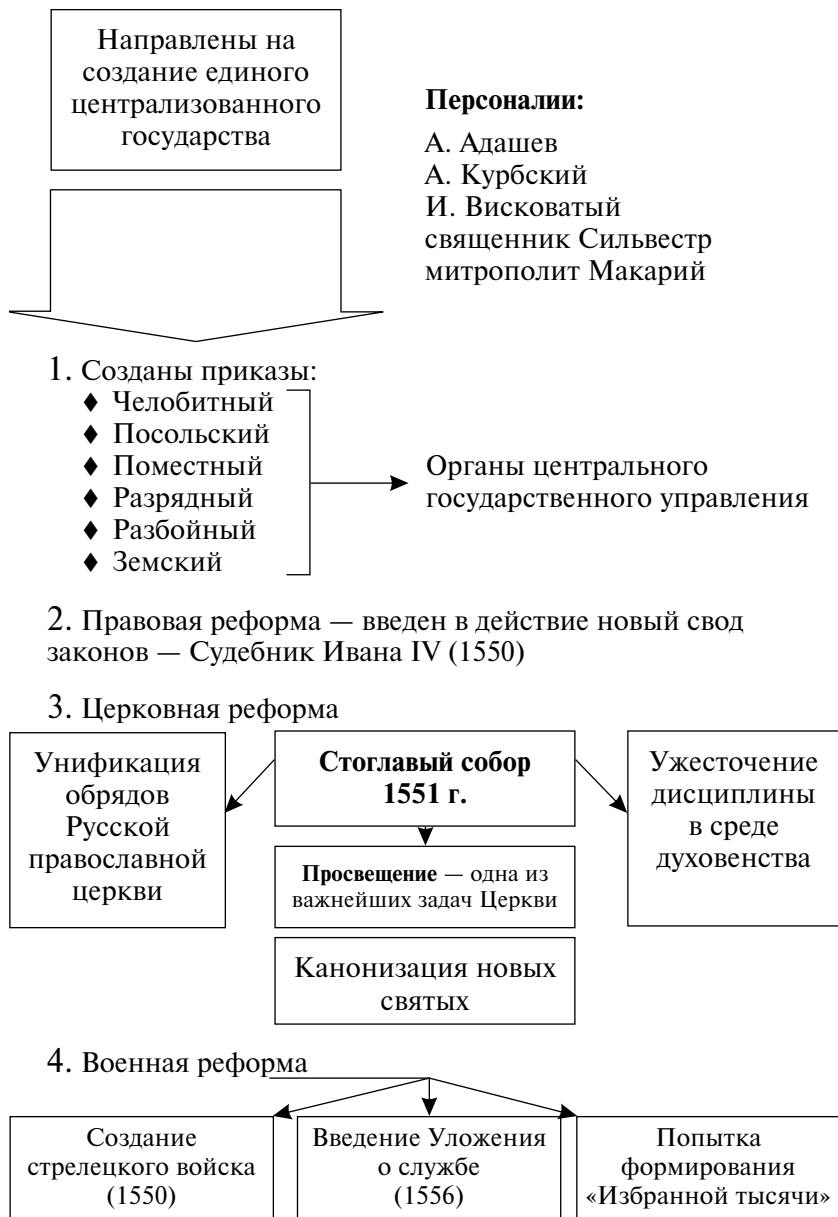 Направлены на
создание единого
централизованного
государства
Персоналии:
А. Адашев
А. Курбский
И. Висковатый
священник Сильвестр
митрополит Макарий
1. Созданы приказы:
♦ Челобитный
♦ Посольский
♦ Поместный
♦ Разрядный
♦ Разбойный
♦ Земский
Органы центрального
государственного управления
2. Правовая реформа — введен в действие новый свод
законов — Судебник Ивана IV (1550)
3. Церковная реформа
Унификация
обрядов
Русской
православной
церкви
Стоглавый собор
1551 г.
Просвещение — одна из
важнейших задач Церкви
Канонизация новых
святых
Ужесточение
дисциплины
в среде
духовенства
4. Военная реформа
Создание
стрелецкого войска
(1550)
Введение Уложения
о службе
(1556)
Попытка
формирования
«Избранной тысячи»